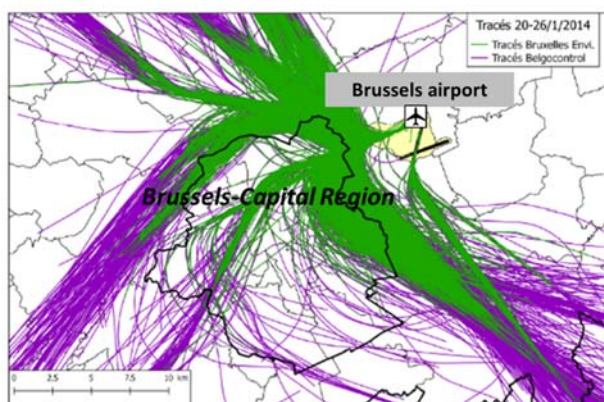 Tracés 20-26/1/2014
Tracés Bruxelles Envi.
Tracés Belgocontrol
Brussels airport
Brussels-Capital Region
0 2.5 5 7.5 10 km